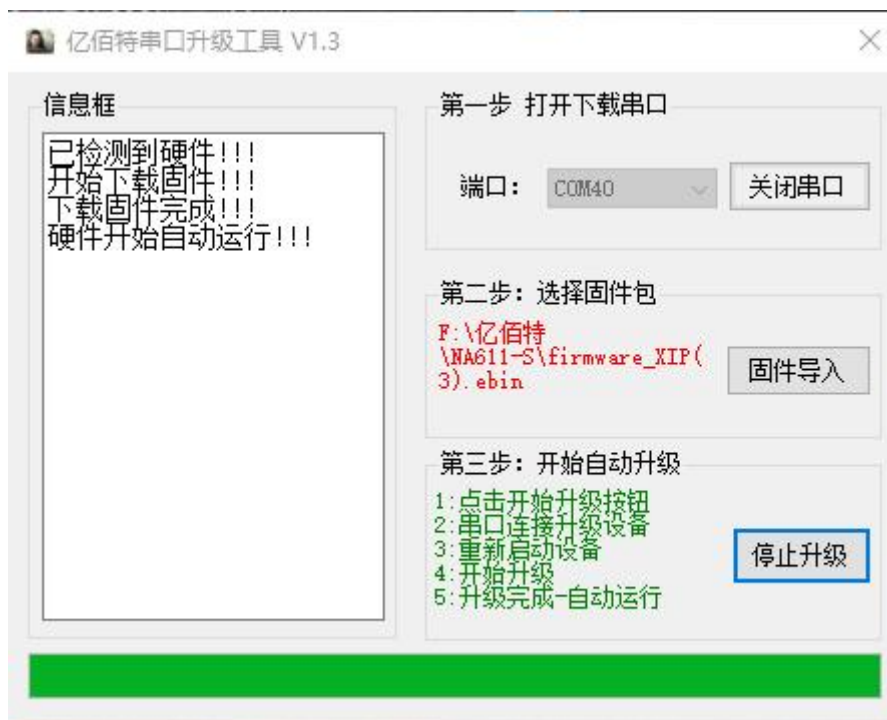 亿佰特串口升级工具 V1.3
信息框
已检测到硬件!!!
开始下载固件!!!
下载固件完成!!!
硬件开始自动运行!!!
第一步 打开下载串口
端口:
COM40
关闭串口
第二步: 选择固件包
F:\亿佰特
\NA611-S\firmware_XIP(
3).ebin
固件导入
第三步: 开始自动升级
1:点击开始升级按钮
2:串口连接升级设备
3:重新启动设备
4:开始升级
5:升级完成-自动运行
停止升级